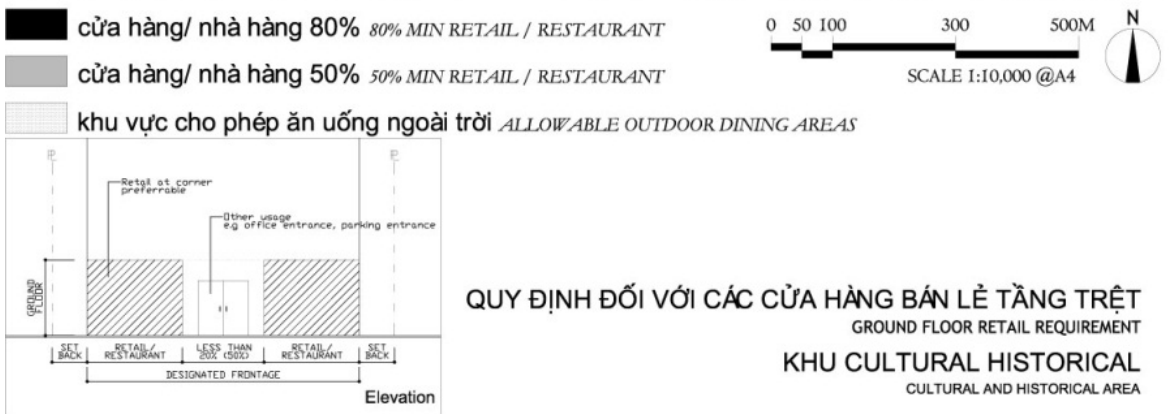 cửa hàng/ nhà hàng 80% 80% MIN RETAIL / RESTAURANT
cửa hàng/ nhà hàng 50% 50% MIN RETAIL / RESTAURANT
khu vực cho phép ăn uống ngoài trời ALLOWABLE OUTDOOR DINING AREAS
0 50 100 300 500M
SCALE 1:10,000 @A4
N
PL PL
Retail at corner
preferrable
Other usage
e.g office entrance, parking entrance
GROUND
FLOOR
SET
BACK
RETAIL/
RESTAURANT
LESS THAN
20% (50%)
RETAIL/
RESTAURANT
SET
BACK
DESIGNATED FRONTAGE
Elevation
QUY ĐỊNH ĐỐI VỚI CÁC CỬA HÀNG BÁN LẺ TẦNG TRỆT
GROUND FLOOR RETAIL REQUIREMENT
KHU CULTURAL HISTORICAL
CULTURAL AND HISTORICAL AREA